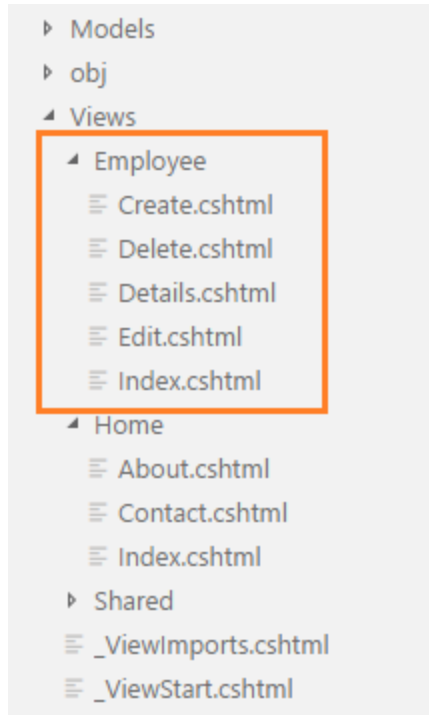 Models
obj
Views
Employee
Create.cshtml
Delete.cshtml
Details.cshtml
Edit.cshtml
Index.cshtml
Home
About.cshtml
Contact.cshtml
Index.cshtml
Shared
_ViewImports.cshtml
_ViewStart.cshtml